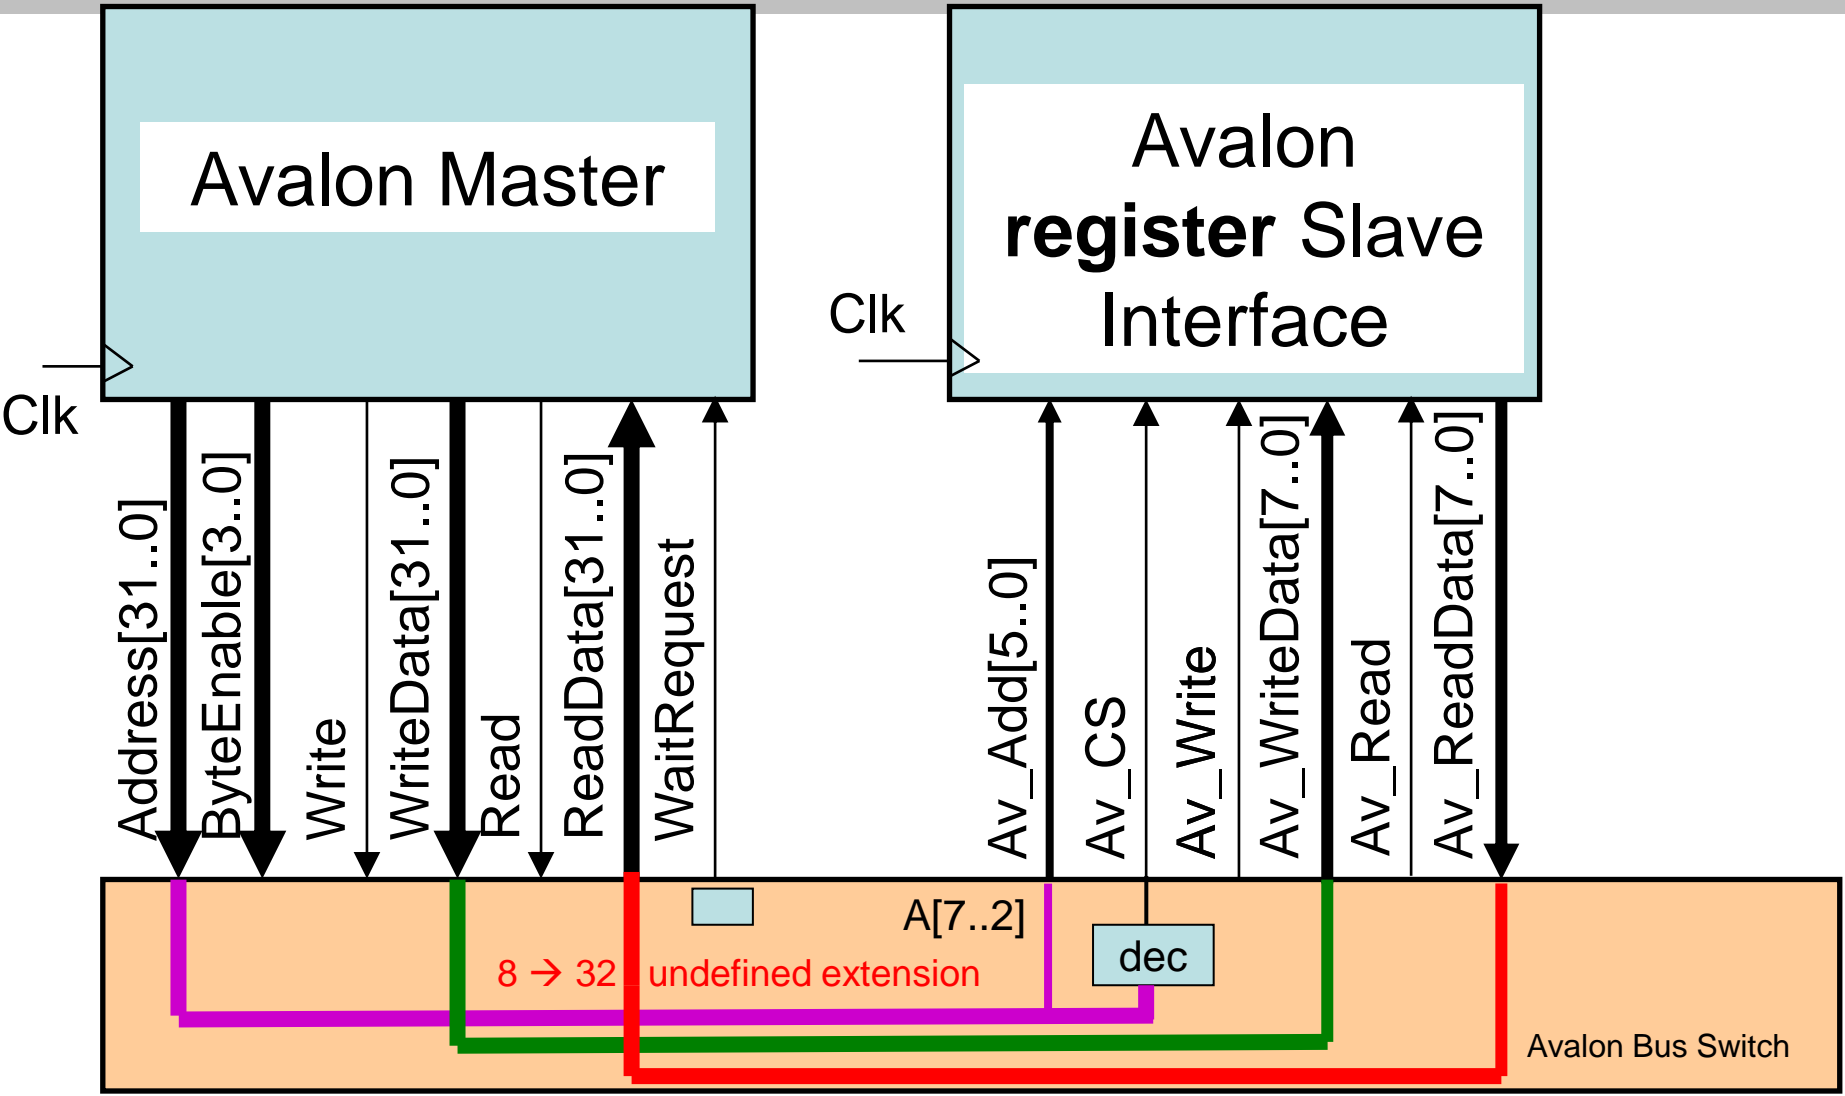 Avalon Master
Avalon
register Slave
Interface
Clk
Clk
Address[31..0]
ByteEnable[3..0]
Write
WriteData[31..0]
Read
ReadData[31..0]
WaitRequest
Av_Add[5..0]
Av_CS
Av_Write
Av_WriteData[7..0]
Av_Read
Av_ReadData[7..0]
A[7..2]
dec
8 → 32 undefined extension
Avalon Bus Switch